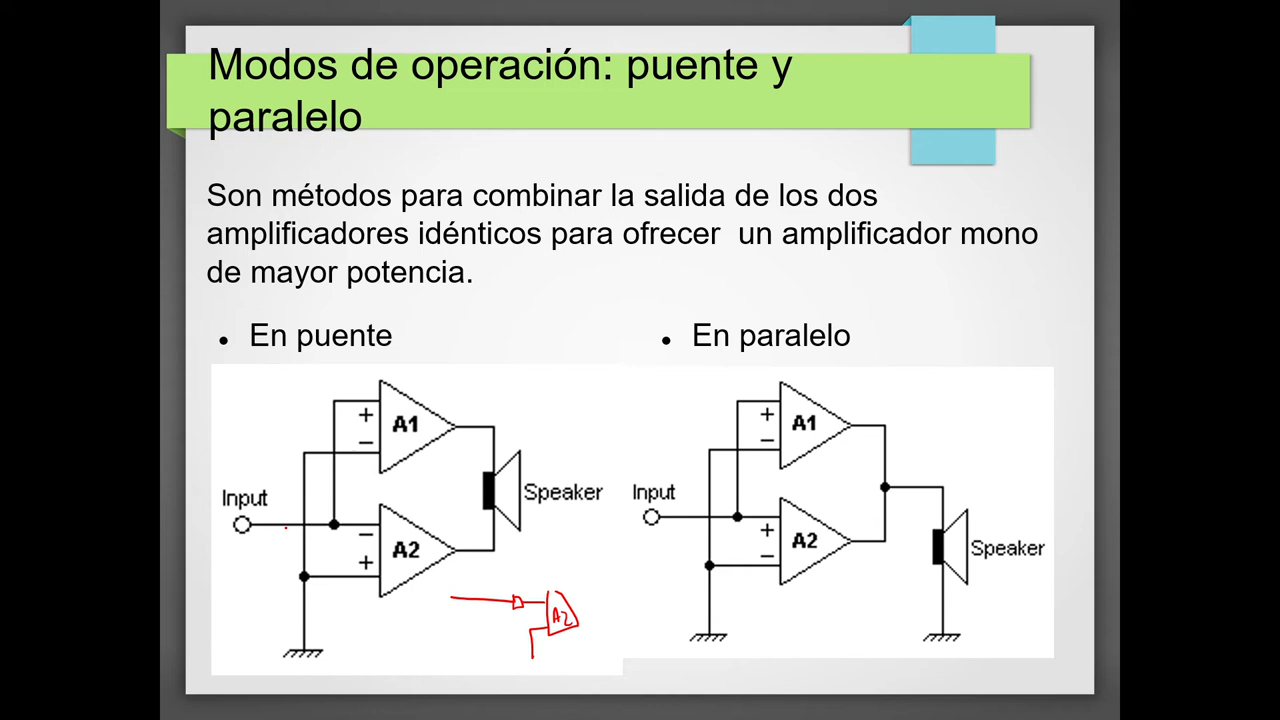 Modos de operación: puente y
paralelo
Son métodos para combinar la salida de los dos
amplificadores idénticos para ofrecer un amplificador mono
de mayor potencia.
• En puente
• En paralelo
A1
+
−
Input
Speaker
−
A2
+
A2
A1
+
−
Input
+
A2
−
Speaker